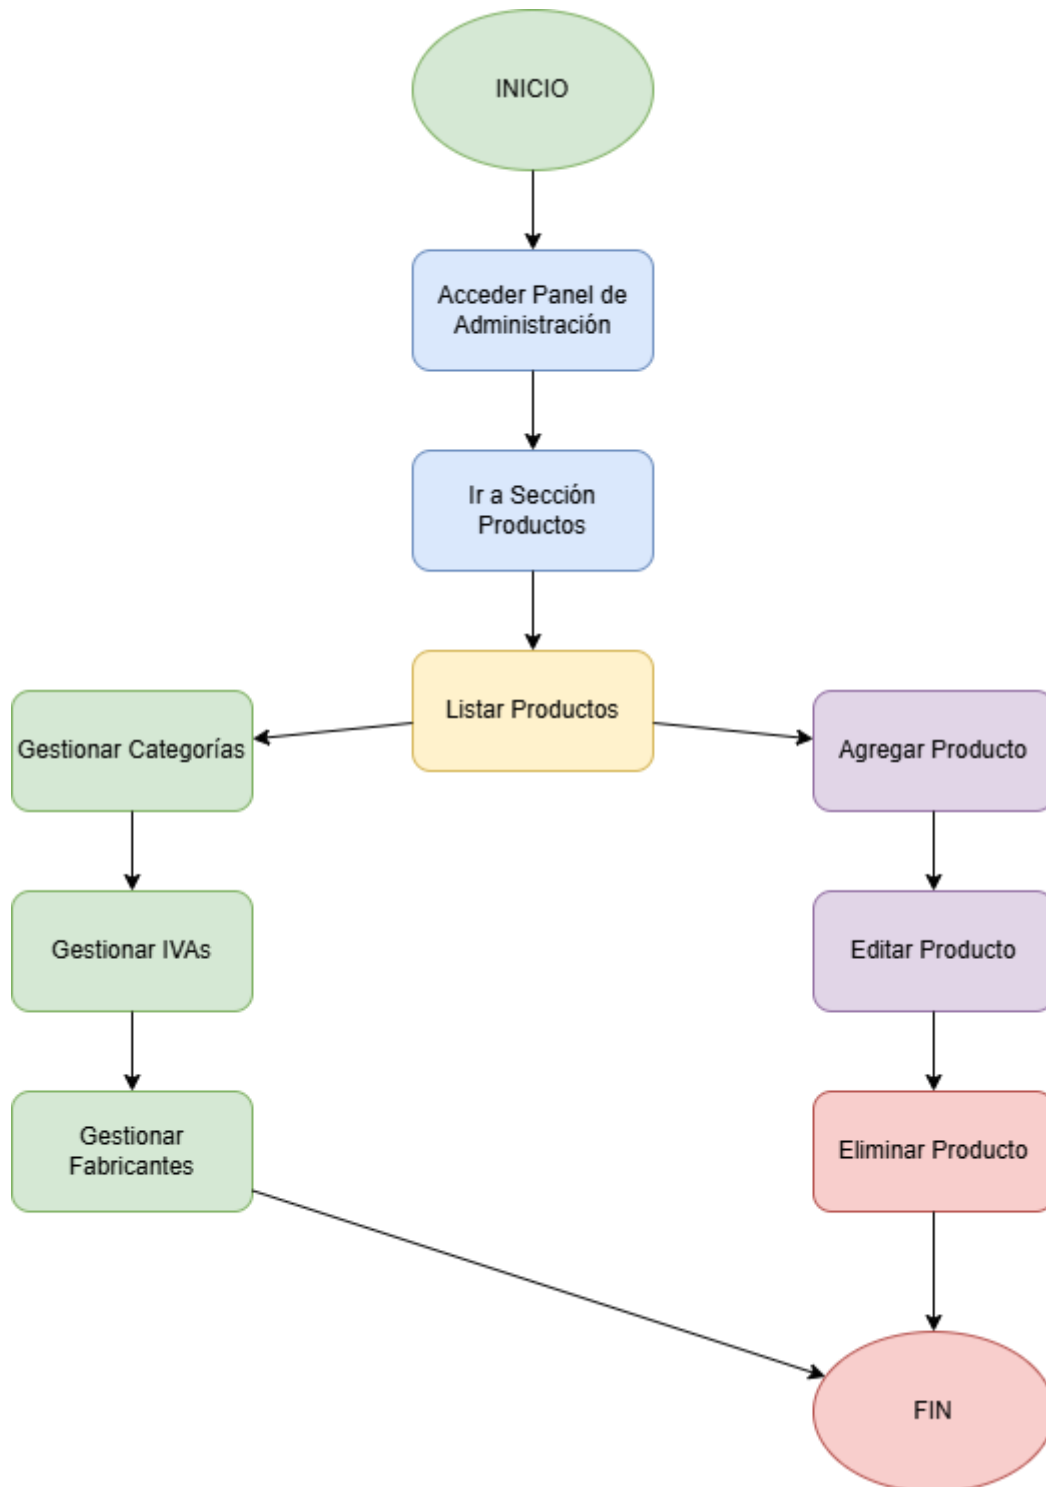 INICIO
Acceder Panel de
Administración
Ir a Sección
Productos
Listar Productos
Gestionar Categorías
Agregar Producto
Gestionar IVAs
Editar Producto
Gestionar
Fabricantes
Eliminar Producto
FIN